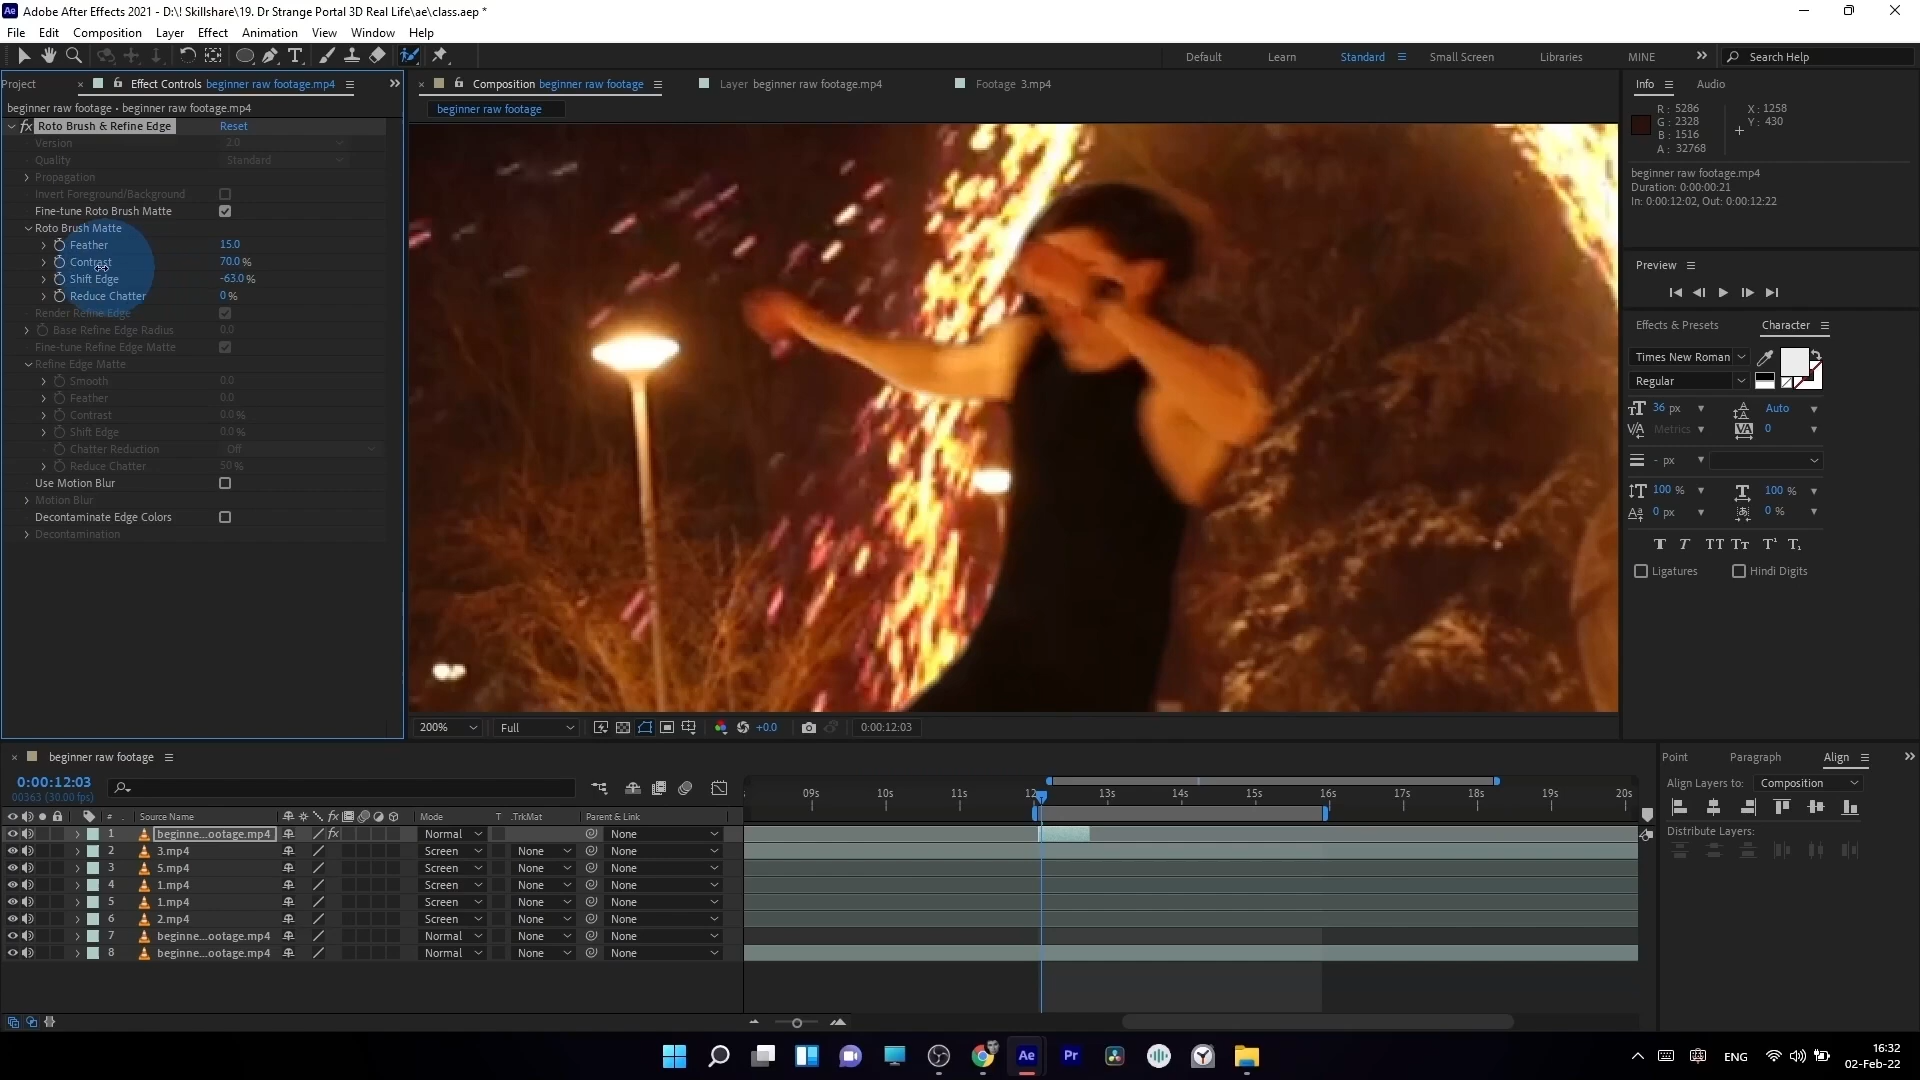 Adobe After Effects 2021 - D:\! Skillshare\19. Dr Strange Portal 3D Real Life\ae\class.aep *
File Edit Composition Layer Effect Animation View Window Help
Default Learn Standard Small Screen Libraries MINE Search Help
Project Effect Controls beginner raw footage.mp4 Composition beginner raw footage Layer beginner raw footage.mp4 Footage 3.mp4 Info Audio
beginner raw footage • beginner raw footage.mp4 beginner raw footage
Roto Brush & Refine Edge Reset
Version 2.0
Quality Standard
Propagation
Invert Foreground/Background
Fine-tune Roto Brush Matte
Roto Brush Matte
Feather 15.0
Contrast 70.0 %
Shift Edge -63.0 %
Reduce Chatter 0 %
Render Refine Edge
Base Refine Edge Radius 0.0
Fine-tune Refine Edge Matte
Refine Edge Matte
Smooth 0.0
Feather 0.0
Contrast 0.0 %
Shift Edge 0.0 %
Chatter Reduction Off
Reduce Chatter 50 %
Use Motion Blur
Motion Blur
Decontaminate Edge Colors
Decontamination
R : 5286 X : 1258
G : 2328 Y : 430
B : 1516
A : 32768
beginner raw footage.mp4
Duration: 0:00:00:21
In: 0:00:12:02, Out: 0:00:12:22
Preview
Effects & Presets Character
Times New Roman
Regular
36 px Auto
Metrics 0
- px
100 % 100 %
0 px 0 %
T T TT Tт T¹ T₁
Ligatures Hindi Digits
200% Full +0.0 0:00:12:03
beginner raw footage
0:00:12:03
00363 (30.00 fps)
09s 10s 11s 12 13s 14s 15s 16s 17s 18s 19s 20s
# Source Name fx Mode T .TrkMat Parent & Link
1 beginne...ootage.mp4 fx Normal None
2 3.mp4 Screen None None
3 5.mp4 Screen None None
4 1.mp4 Screen None None
5 1.mp4 Screen None None
6 2.mp4 Screen None None
7 beginne...ootage.mp4 Normal None None
8 beginne...ootage.mp4 Normal None None
Point Paragraph Align
Align Layers to: Composition
Distribute Layers:
Ae Pr
ENG
16:32
02-Feb-22